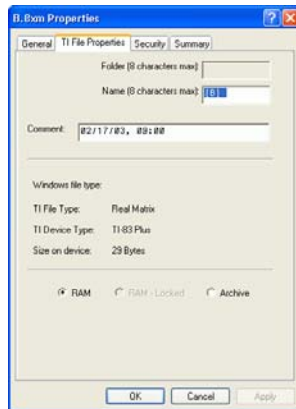 B.8xm Properties
General TI File Properties Security Summary
Folder (8 characters max):
Name (8 characters max): [B]
Comment: 02/17/03, 09:00
Windows file type:
TI File Type: Real Matrix
TI Device Type: TI-83 Plus
Size on device: 29 Bytes
RAM RAM - Locked Archive
OK Cancel Apply